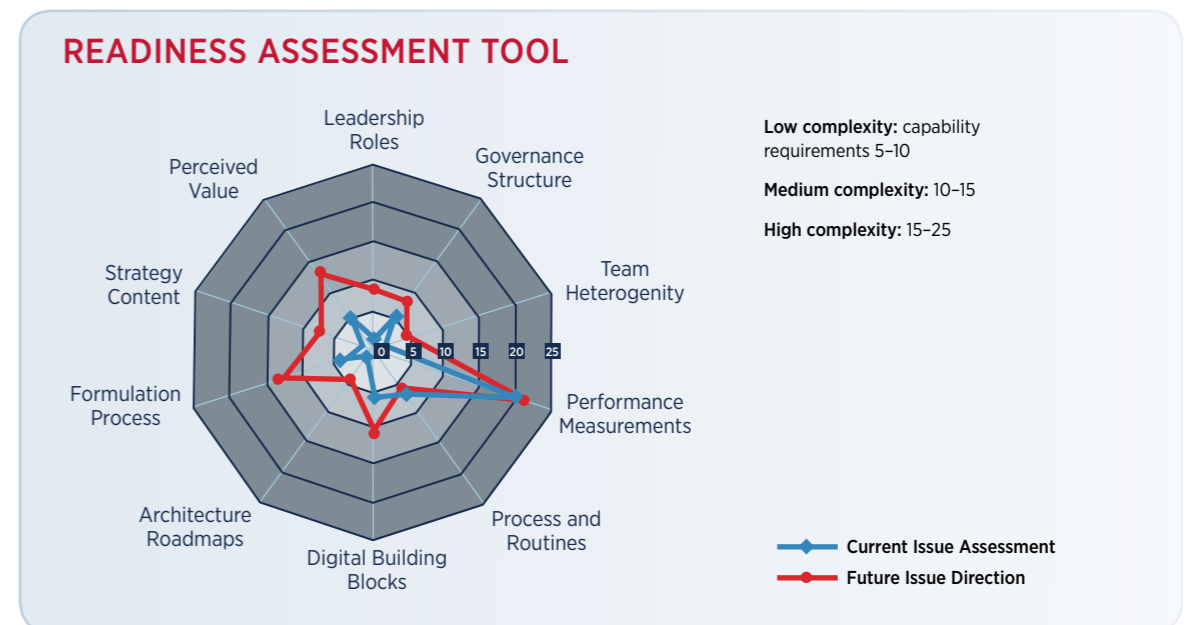 READINESS ASSESSMENT TOOL
Leadership
Roles
Governance
Structure
Perceived
Value
Team
Heterogenity
Strategy
Content
0 5 10 15 20 25
Formulation
Process
Performance
Measurements
Architecture
Roadmaps
Process and
Routines
Digital Building
Blocks
Low complexity: capability
requirements 5–10
Medium complexity: 10–15
High complexity: 15–25
Current Issue Assessment
Future Issue Direction